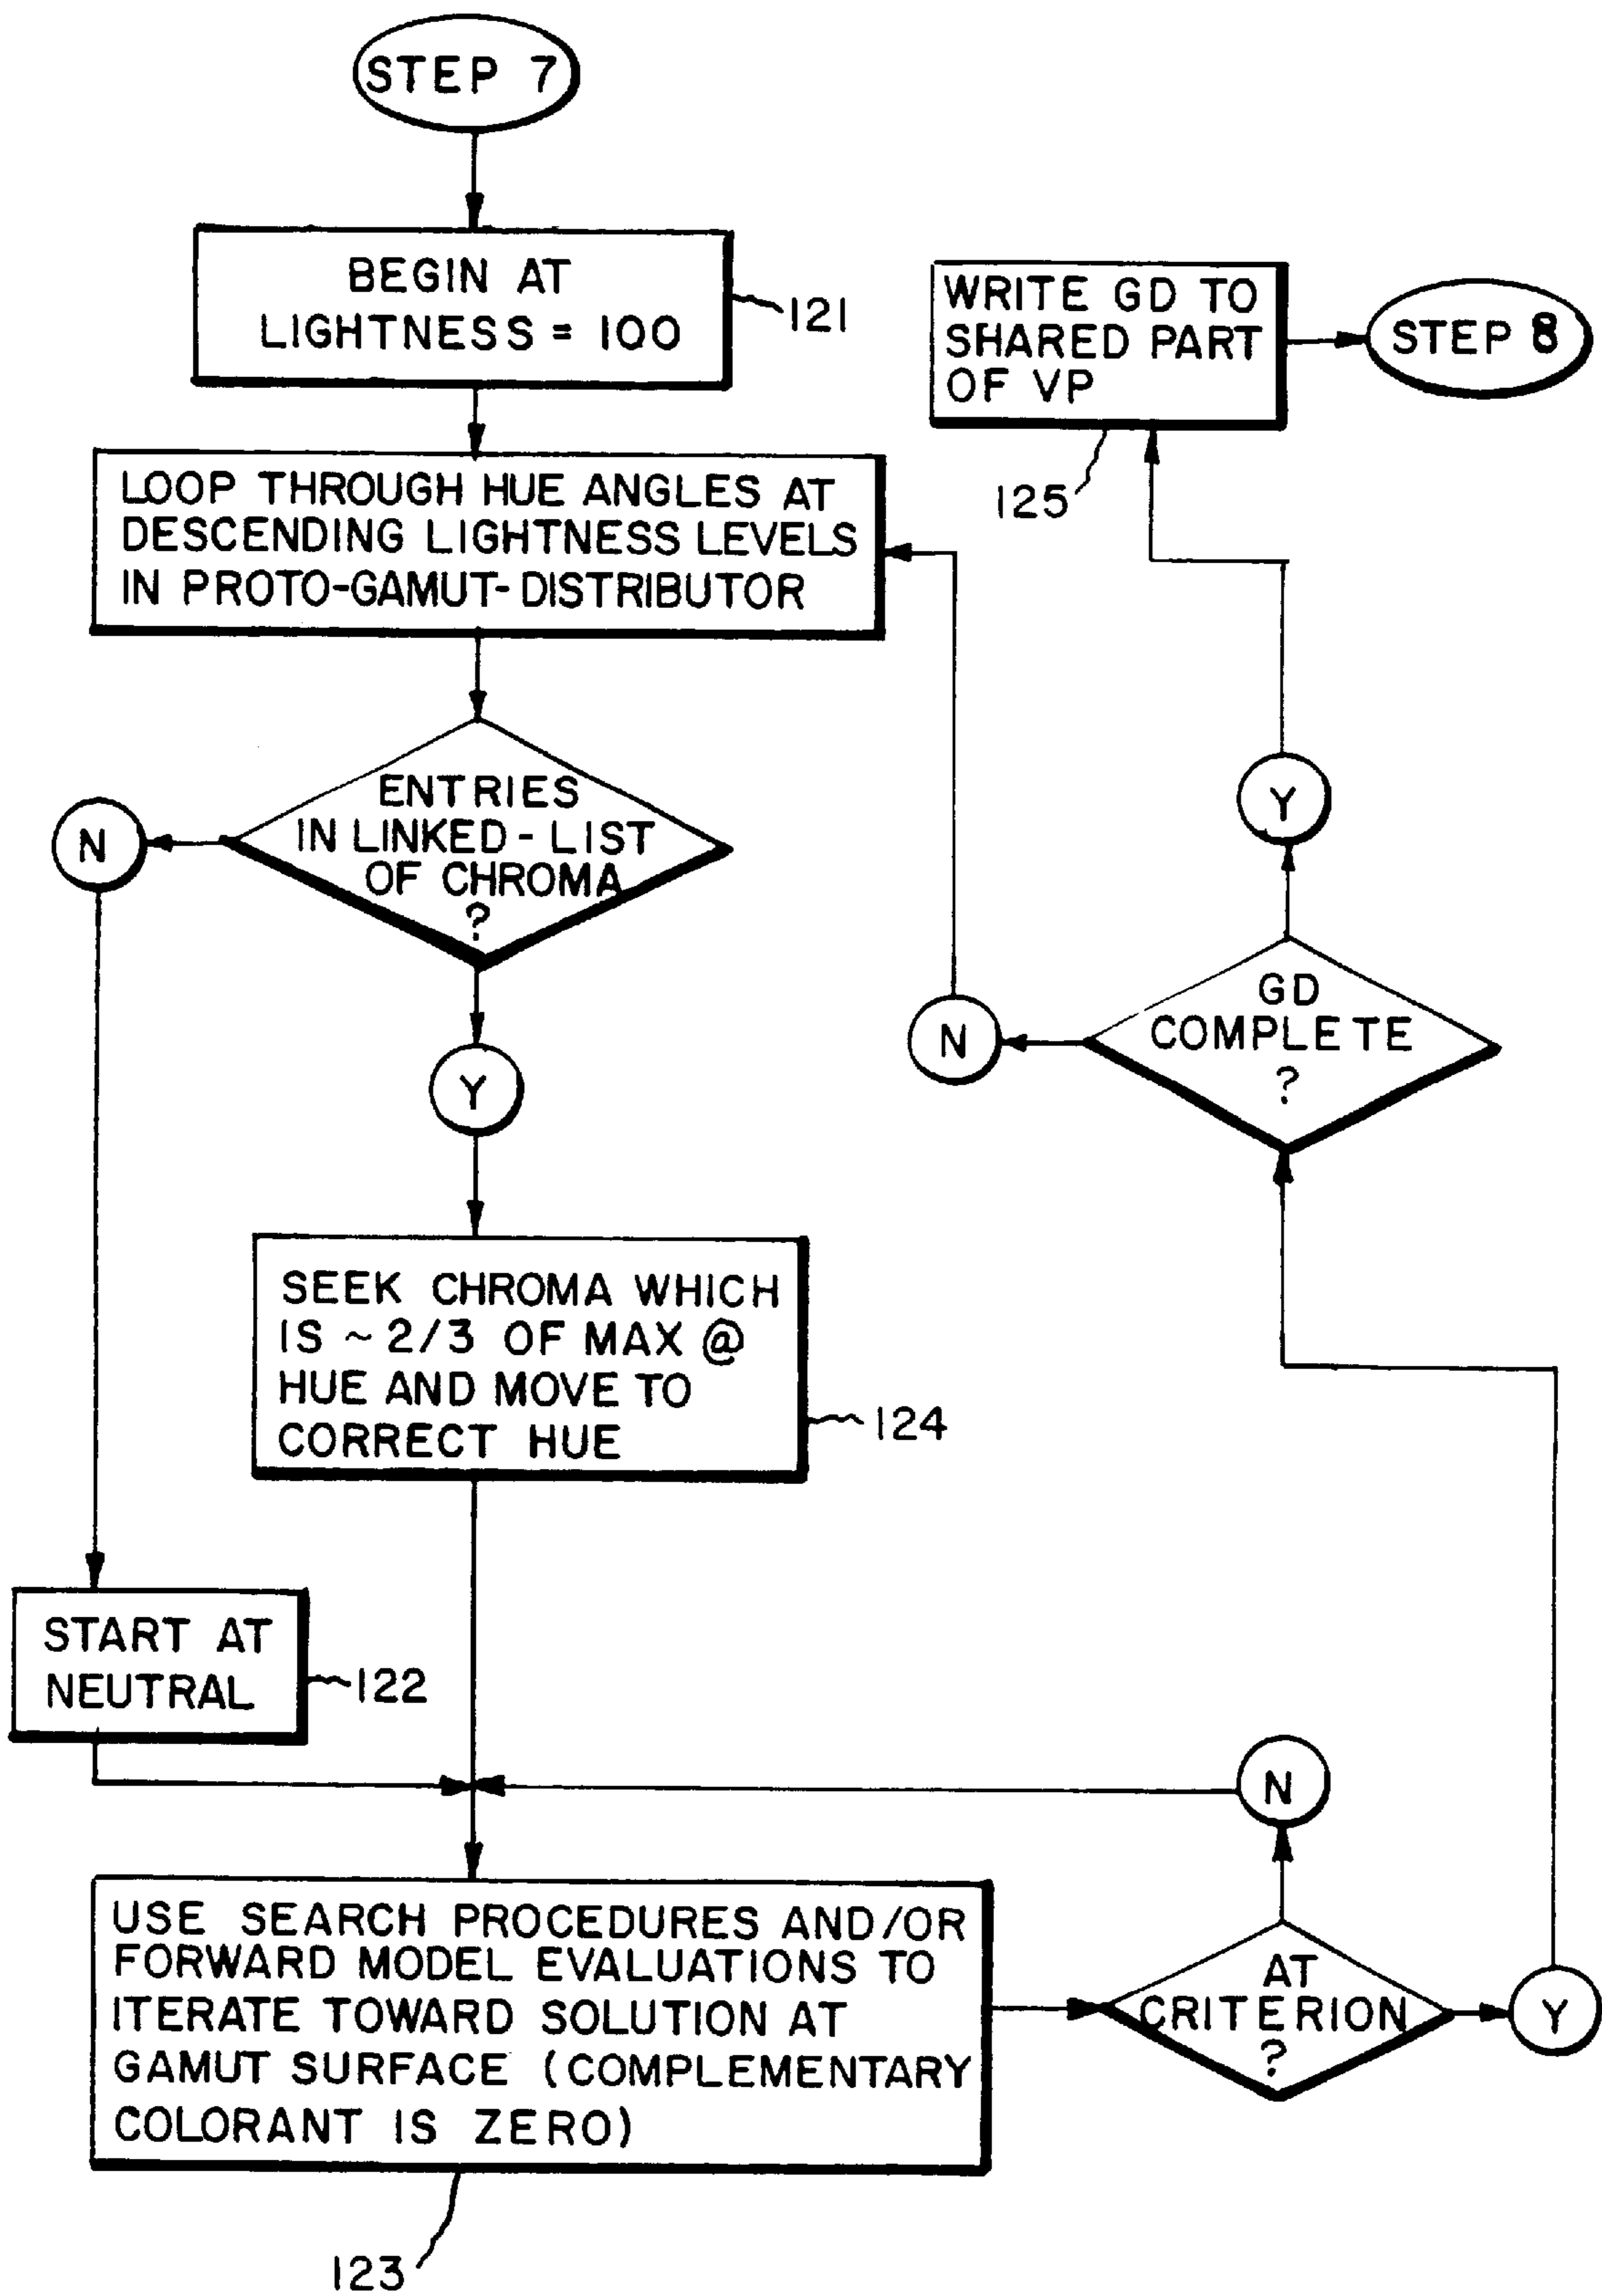 STEP 7
BEGIN AT
LIGHTNESS = 100
121
LOOP THROUGH HUE ANGLES AT
DESCENDING LIGHTNESS LEVELS
IN PROTO-GAMUT-DISTRIBUTOR
ENTRIES
IN LINKED-LIST
OF CHROMA
?
N
Y
SEEK CHROMA WHICH
IS ~ 2/3 OF MAX @
HUE AND MOVE TO
CORRECT HUE
124
START AT
NEUTRAL
122
USE SEARCH PROCEDURES AND/OR
FORWARD MODEL EVALUATIONS TO
ITERATE TOWARD SOLUTION AT
GAMUT SURFACE (COMPLEMENTARY
COLORANT IS ZERO)
123
AT
CRITERION
?
N
Y
GD
COMPLETE
?
N
Y
WRITE GD TO
SHARED PART
OF VP
125
STEP 8